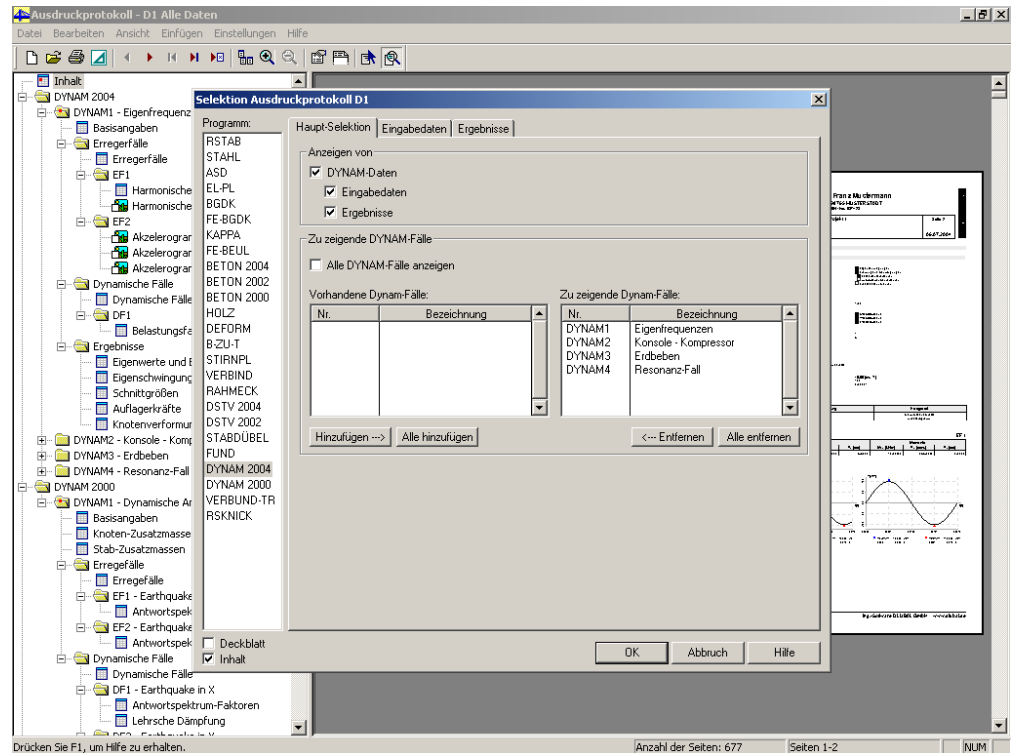 Ausdruckprotokoll - D1 Alle Daten
Datei Bearbeiten Ansicht Einfügen Einstellungen Hilfe
Inhalt
DYNAM 2004
DYNAM1 - Eigenfrequenz
Basisangaben
Erregerfälle
Erregerfälle
EF1
Harmonische
Harmonische
EF2
Akzelerogran
Akzelerogran
Akzelerogran
Dynamische Fälle
Dynamische Fälle
DF1
Belastungsfa
Ergebnisse
Eigenwerte und E
Eigenschwingung
Schnittgrößen
Auflagerkräfte
Knotenverformur
DYNAM2 - Konsole - Komp
DYNAM3 - Erdbeben
DYNAM4 - Resonanz-Fall
DYNAM 2000
DYNAM1 - Dynamische An
Basisangaben
Knoten-Zusatzmasse
Stab-Zusatzmassen
Erregefälle
Erregefälle
EF1 - Earthquake
Antwortspek
EF2 - Earthquake
Antwortspek
Dynamische Fälle
Dynamische Fälle
DF1 - Earthquake in X
Antwortspektrum-Faktoren
Lehrsche Dämpfung
Selektion Ausdruckprotokoll D1
Programm:
RSTAB
STAHL
ASD
EL-PL
BGDK
FE-BGDK
KAPPA
FE-BEUL
BETON 2004
BETON 2002
BETON 2000
HOLZ
DEFORM
B-ZU-T
STIRNPL
VERBIND
RAHMECK
DSTV 2004
DSTV 2002
STABDÜBEL
FUND
DYNAM 2004
DYNAM 2000
VERBUND-TR
RSKNICK
Deckblatt
Inhalt
Haupt-Selektion Eingabedaten Ergebnisse
Anzeigen von
DYNAM-Daten
Eingabedaten
Ergebnisse
Zu zeigende DYNAM-Fälle
Alle DYNAM-Fälle anzeigen
Vorhandene Dynam-Fälle:
Nr. Bezeichnung
Hinzufügen ---> Alle hinzufügen
Zu zeigende Dynam-Fälle:
Nr. Bezeichnung
DYNAM1 Eigenfrequenzen
DYNAM2 Konsole - Kompressor
DYNAM3 Erdbeben
DYNAM4 Resonanz-Fall
<--- Entfernen Alle entfernen
OK Abbruch Hilfe
Franz Mustermann
Drücken Sie F1, um Hilfe zu erhalten.
Anzahl der Seiten: 677 Seiten 1-2 NUM